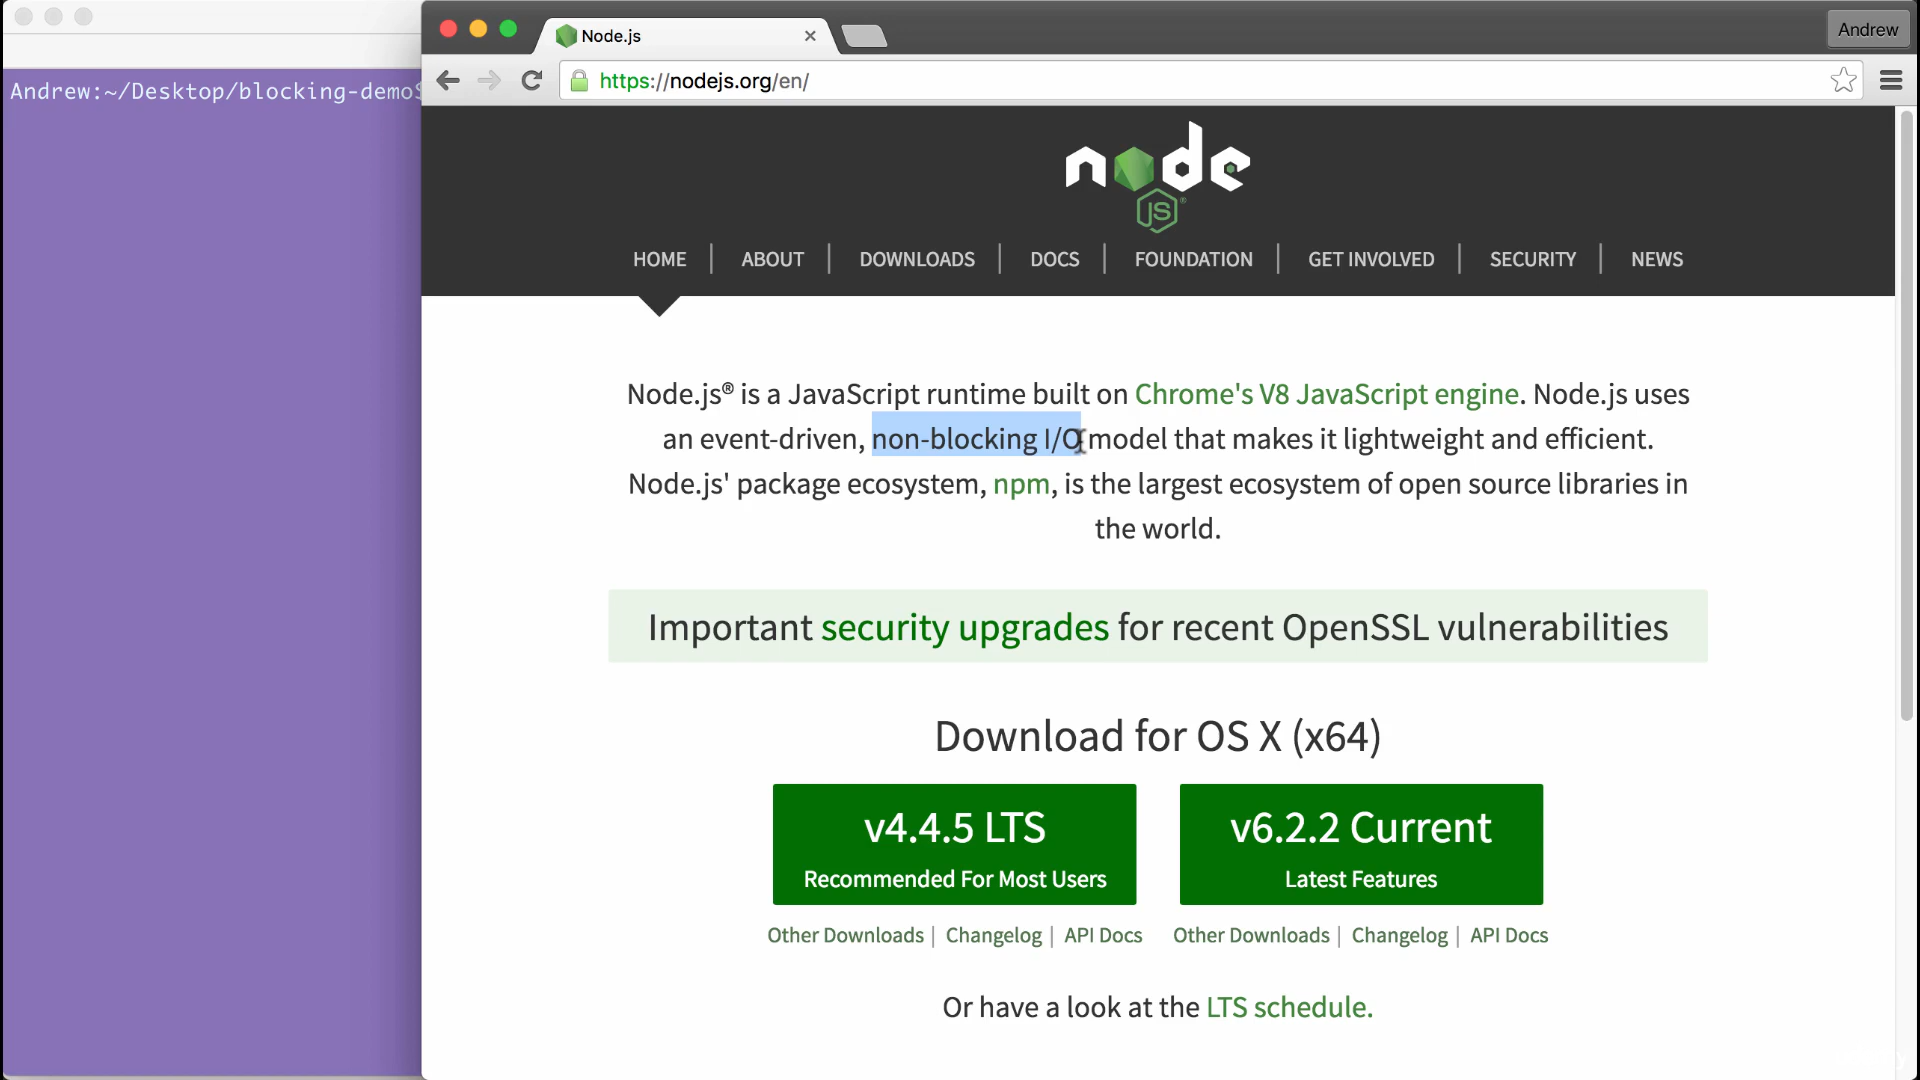 Node.js
Andrew
Andrew:~/Desktop/blocking-demo$
https://nodejs.org/en/
node
JS
HOME
ABOUT
DOWNLOADS
DOCS
FOUNDATION
GET INVOLVED
SECURITY
NEWS
Node.js® is a JavaScript runtime built on Chrome's V8 JavaScript engine. Node.js uses
an event-driven, non-blocking I/O model that makes it lightweight and efficient.
Node.js' package ecosystem, npm, is the largest ecosystem of open source libraries in
the world.
Important security upgrades for recent OpenSSL vulnerabilities
Download for OS X (x64)
v4.4.5 LTS
Recommended For Most Users
v6.2.2 Current
Latest Features
Other Downloads | Changelog | API Docs
Other Downloads | Changelog | API Docs
Or have a look at the LTS schedule.